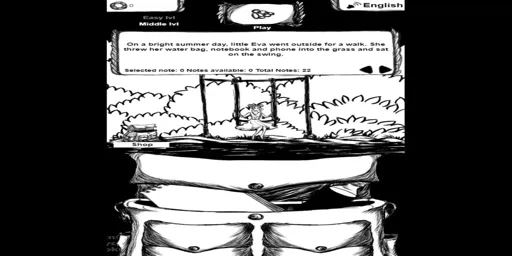 0
English
Easy lvl
Middle lvl
Play
On a bright summer day, little Eva went outside for a walk. She
threw her water bag, notebook and phone into the grass and sat
on the swing.
Selected note: 0 Notes available: 0 Total Notes: 22
Shop